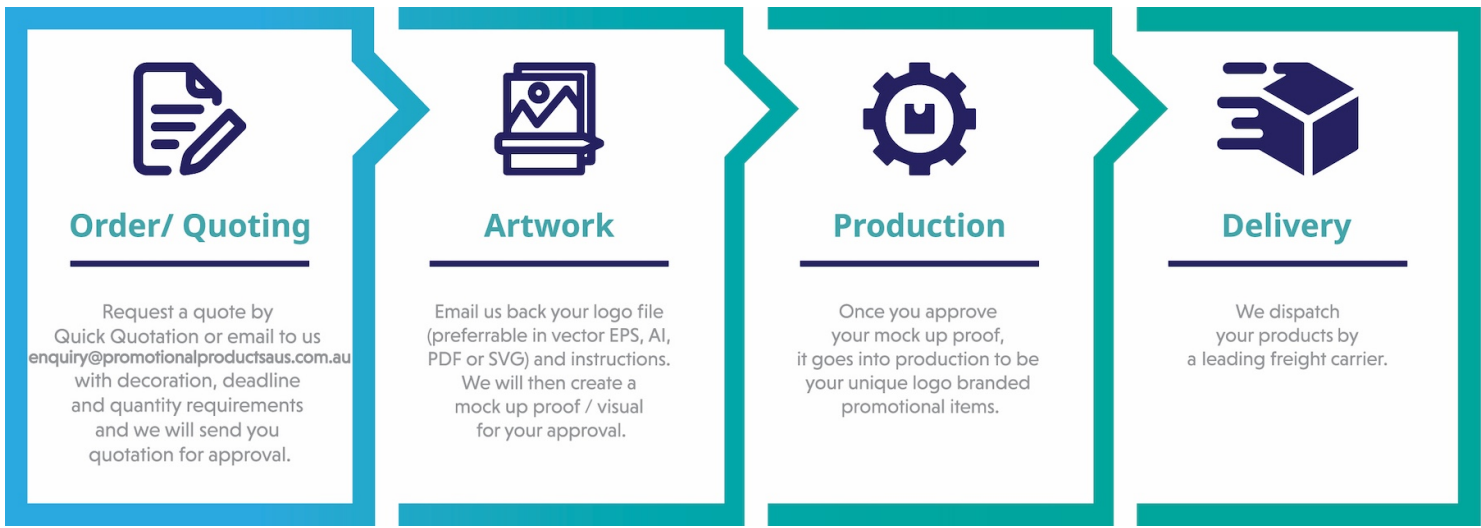 Order/ Quoting
Request a quote by
Quick Quotation or email to us
enquiry@promotionalproductsaus.com.au
with decoration, deadline
and quantity requirements
and we will send you
quotation for approval.
Artwork
Email us back your logo file
(preferrable in vector EPS, AI,
PDF or SVG) and instructions.
We will then create a
mock up proof / visual
for your approval.
Production
Once you approve
your mock up proof,
it goes into production to be
your unique logo branded
promotional items.
Delivery
We dispatch
your products by
a leading freight carrier.